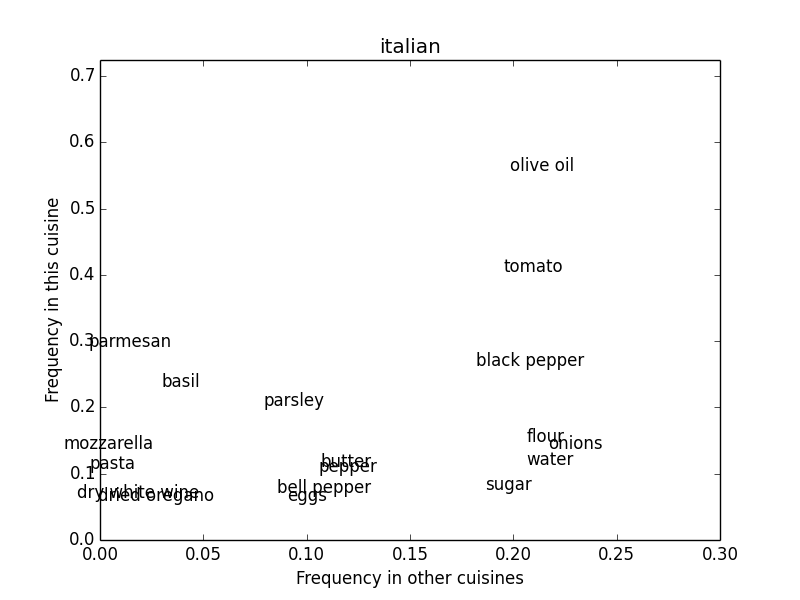 italian
0.7
0.6
olive oil
0.5
0.4
tomato
0.3
parmesan
black pepper
basil
parsley
0.2
flour
mozzarella
onions
butter
water
pasta
pepper
0.1
sugar
bell pepper
dry white wine
dried oregano
eggs
0.0
0.00 0.05 0.10 0.15 0.20 0.25 0.30
Frequency in other cuisines
Frequency in this cuisine